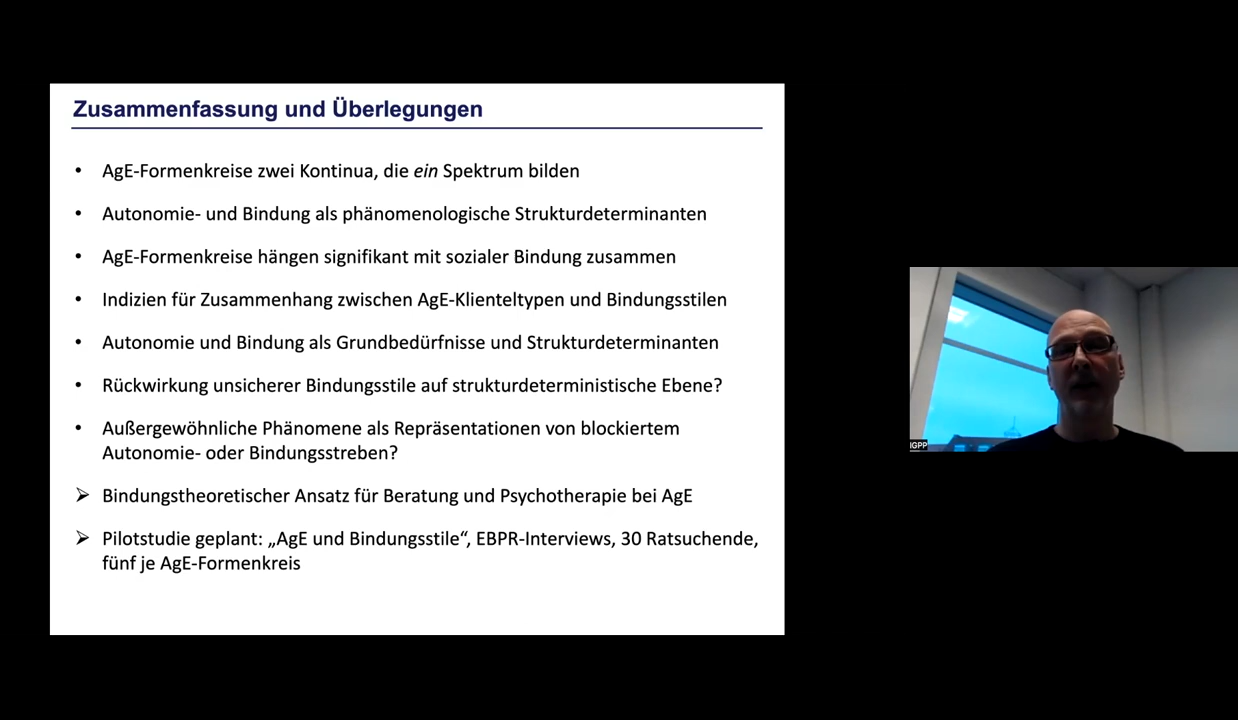 Zusammenfassung und Überlegungen
• AgE-Formenkreise zwei Kontinua, die ein Spektrum bilden
• Autonomie- und Bindung als phänomenologische Strukturdeterminanten
• AgE-Formenkreise hängen signifikant mit sozialer Bindung zusammen
• Indizien für Zusammenhang zwischen AgE-Klienteltypen und Bindungsstilen
• Autonomie und Bindung als Grundbedürfnisse und Strukturdeterminanten
• Rückwirkung unsicherer Bindungsstile auf strukturdeterministische Ebene?
• Außergewöhnliche Phänomene als Repräsentationen von blockiertem
Autonomie- oder Bindungsstreben?
➢ Bindungstheoretischer Ansatz für Beratung und Psychotherapie bei AgE
➢ Pilotstudie geplant: „AgE und Bindungsstile“, EBPR-Interviews, 30 Ratsuchende,
fünf je AgE-Formenkreis
IGPP